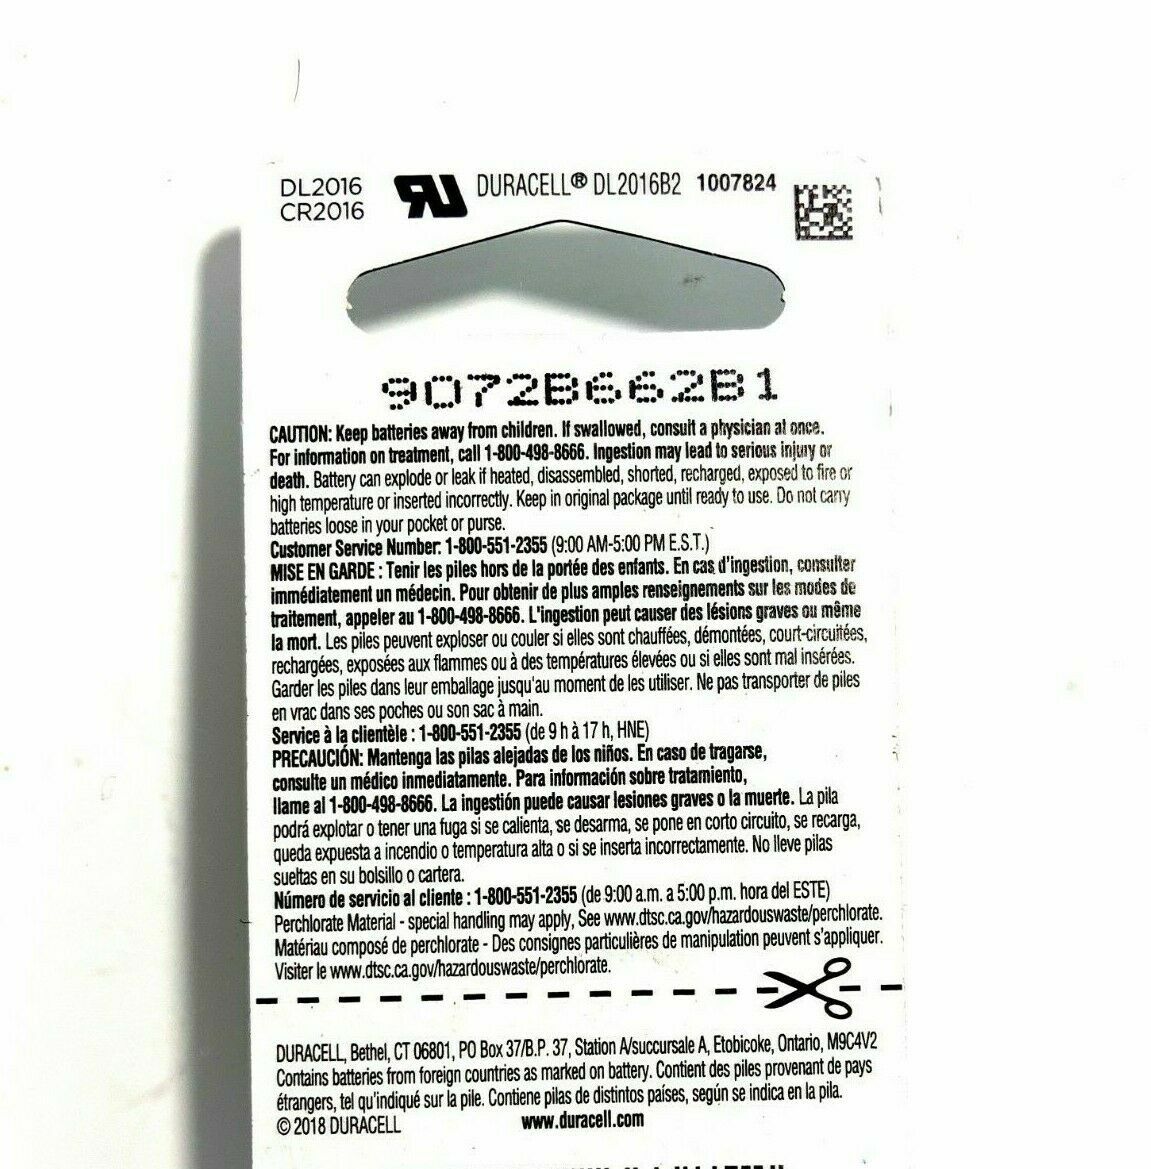 DL2016
CR2016
DURACELL® DL2016B2 1007824
9072B662B1
CAUTION: Keep batteries away from children. If swallowed, consult a physician at once.
For information on treatment, call 1-800-498-8666. Ingestion may lead to serious injury or
death. Battery can explode or leak if heated, disassembled, shorted, recharged, exposed to fire or
high temperature or inserted incorrectly. Keep in original package until ready to use. Do not carry
batteries loose in your pocket or purse.
Customer Service Number: 1-800-551-2355 (9:00 AM-5:00 PM E.S.T.)
MISE EN GARDE : Tenir les piles hors de la portée des enfants. En cas d'ingestion, consulter
immédiatement un médecin. Pour obtenir de plus amples renseignements sur les modes de
traitement, appeler au 1-800-498-8666. L'ingestion peut causer des lésions graves ou même
la mort. Les piles peuvent exploser ou couler si elles sont chauffées, démontées, court-circuitées,
rechargées, exposées aux flammes ou à des températures élevées ou si elles sont mal insérées.
Garder les piles dans leur emballage jusqu'au moment de les utiliser. Ne pas transporter de piles
en vrac dans ses poches ou son sac à main.
Service à la clientèle : 1-800-551-2355 (de 9 h à 17 h, HNE)
PRECAUCIÓN: Mantenga las pilas alejadas de los niños. En caso de tragarse,
consulte un médico inmediatamente. Para información sobre tratamiento,
llame al 1-800-498-8666. La ingestión puede causar lesiones graves o la muerte. La pila
podrá explotar o tener una fuga si se calienta, se desarma, se pone en corto circuito, se recarga,
queda expuesta a incendio o temperatura alta o si se inserta incorrectamente. No lleve pilas
sueltas en su bolsillo o cartera.
Número de servicio al cliente : 1-800-551-2355 (de 9:00 a.m. a 5:00 p.m. hora del ESTE)
Perchlorate Material - special handling may apply, See www.dtsc.ca.gov/hazardouswaste/perchlorate.
Matériau composé de perchlorate - Des consignes particulières de manipulation peuvent s'appliquer.
Visiter le www.dtsc.ca.gov/hazardouswaste/perchlorate.
DURACELL, Bethel, CT 06801, PO Box 37/B.P. 37, Station A/succursale A, Etobicoke, Ontario, M9C4V2
Contains batteries from foreign countries as marked on battery. Contient des piles provenant de pays
étrangers, tel qu'indiqué sur la pile. Contiene pilas de distintos países, según se indica en la pila.
© 2018 DURACELL www.duracell.com